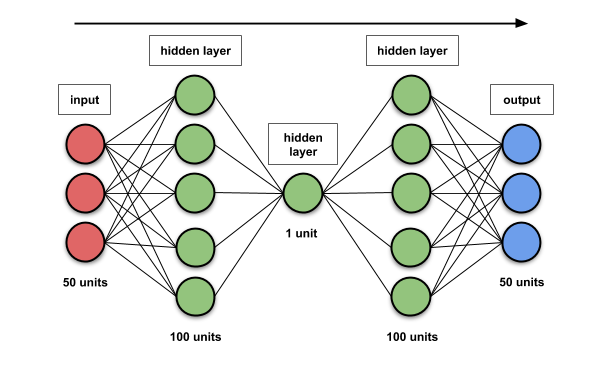 hidden layer
hidden layer
input
output
hidden
layer
1 unit
50 units
50 units
100 units
100 units